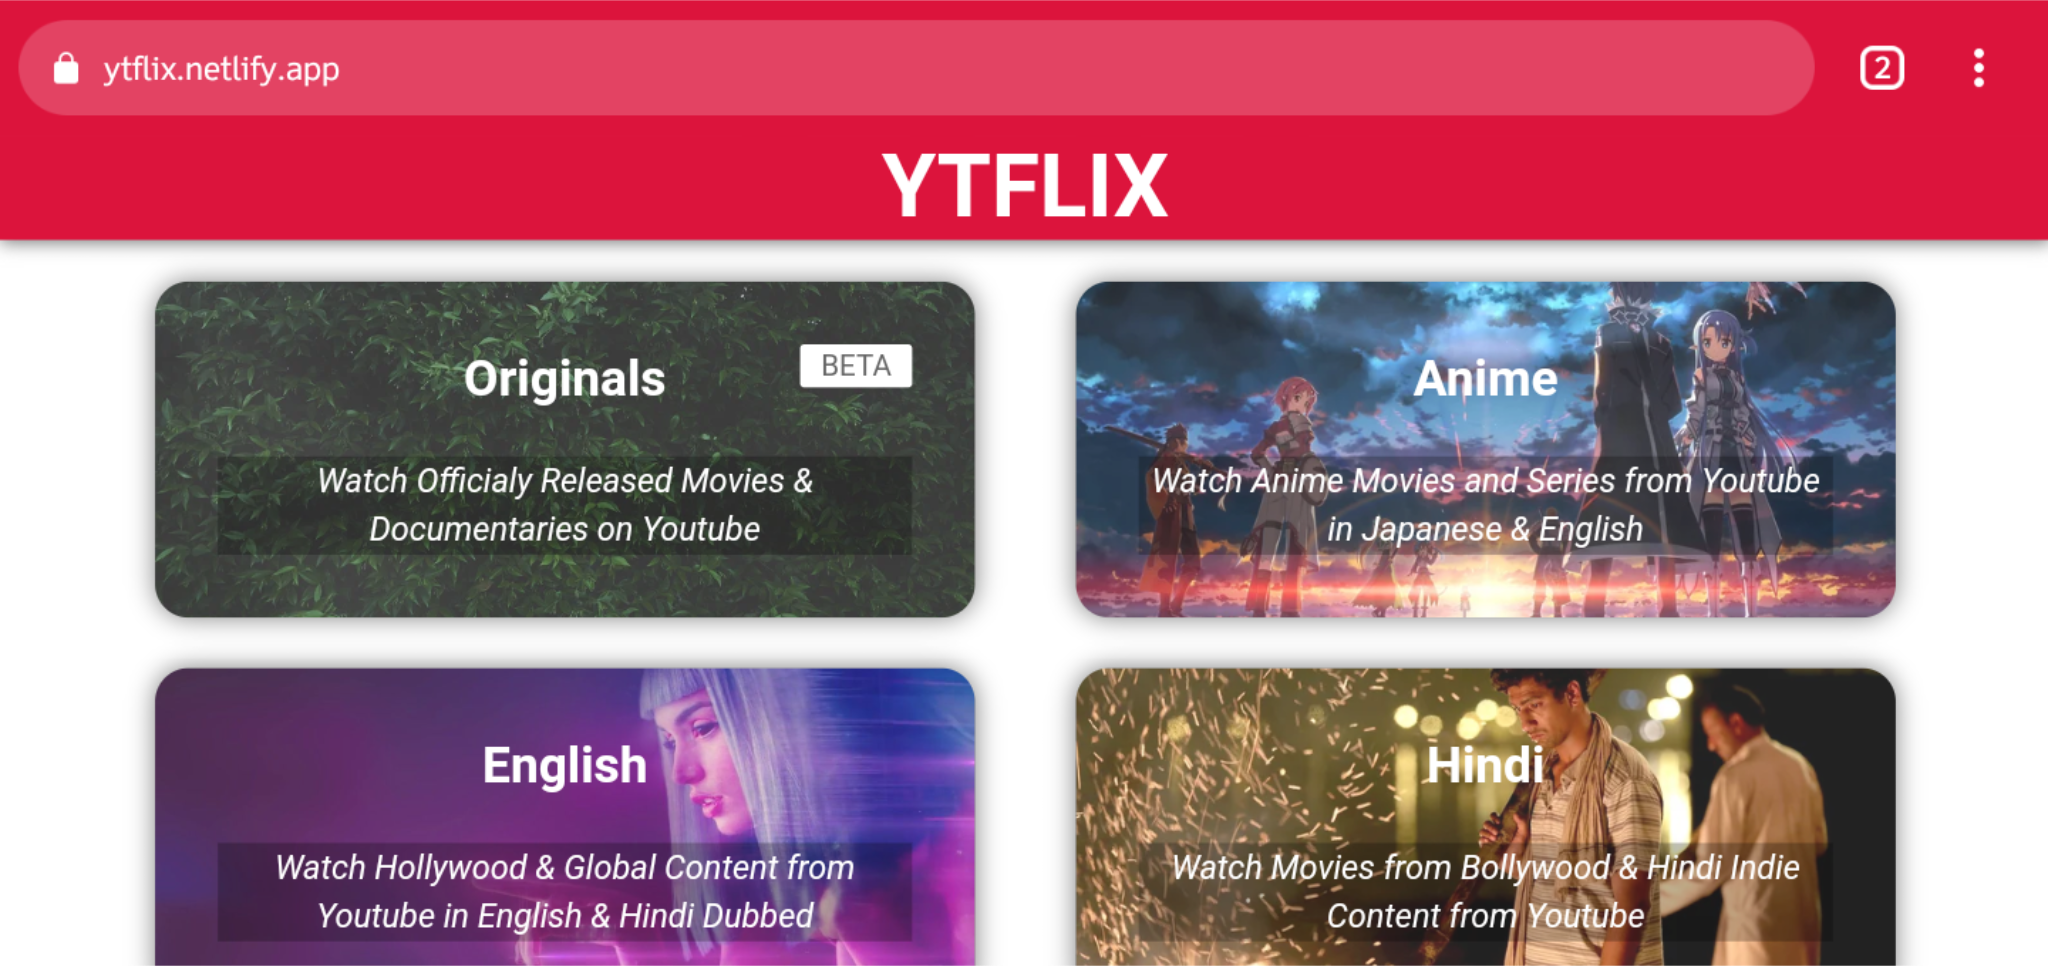 ytflix.netlify.app
2
YTFLIX
Originals
BETA
Watch Officialy Released Movies &
Documentaries on Youtube
Anime
Watch Anime Movies and Series from Youtube
in Japanese & English
English
Watch Hollywood & Global Content from
Youtube in English & Hindi Dubbed
Hindi
Watch Movies from Bollywood & Hindi Indie
Content from Youtube